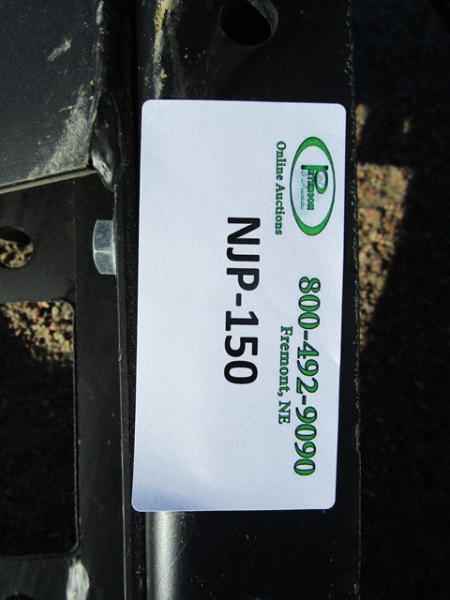 800-492-9090
Fremont, NE
Online Auctions
NJP-150